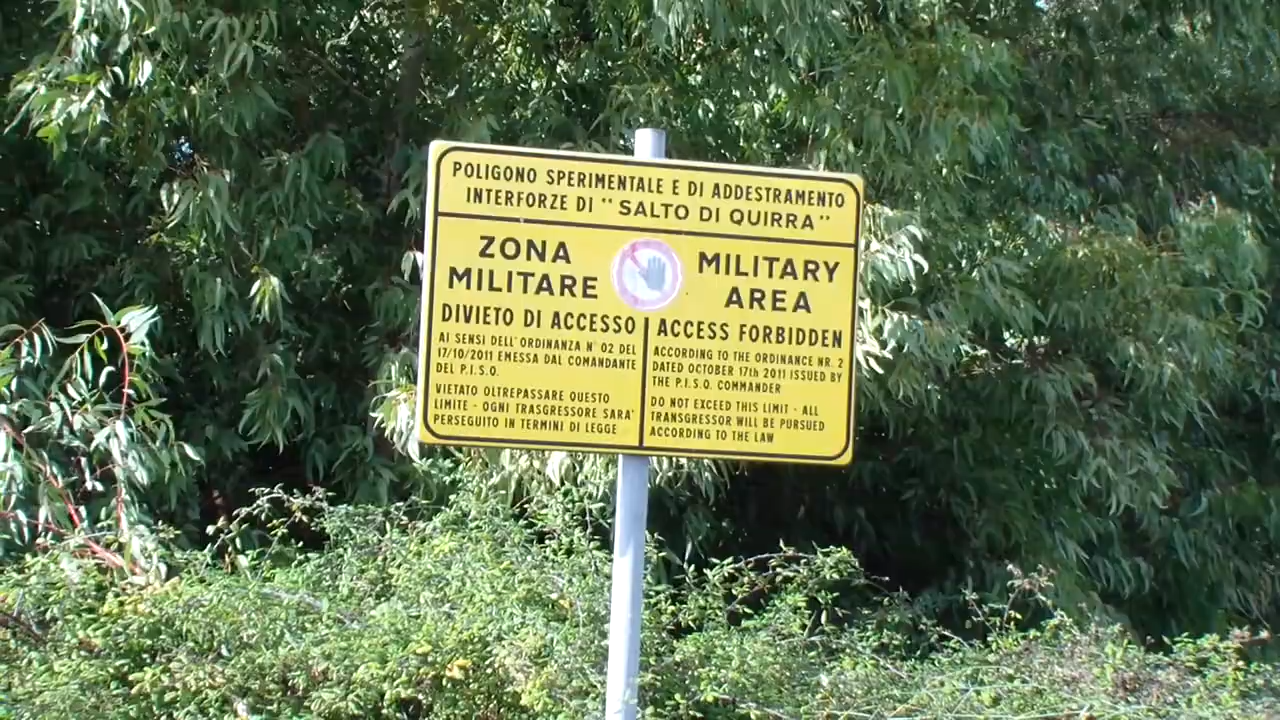 POLIGONO SPERIMENTALE E DI ADDESTRAMENTO
INTERFORZE DI " SALTO DI QUIRRA "
ZONA
MILITARE
DIVIETO DI ACCESSO
AI SENSI DELL' ORDINANZA N° 02 DEL
17/10/2011 EMESSA DAL COMANDANTE
DEL P.I.S.Q.
VIETATO OLTREPASSARE QUESTO
LIMITE - OGNI TRASGRESSORE SARA'
PERSEGUITO IN TERMINI DI LEGGE
MILITARY
AREA
ACCESS FORBIDDEN
ACCORDING TO THE ORDINANCE NR. 2
DATED OCTOBER 17th 2011 ISSUED BY
THE P.I.S.Q. COMMANDER
DO NOT EXCEED THIS LIMIT - ALL
TRANSGRESSOR WILL BE PURSUED
ACCORDING TO THE LAW